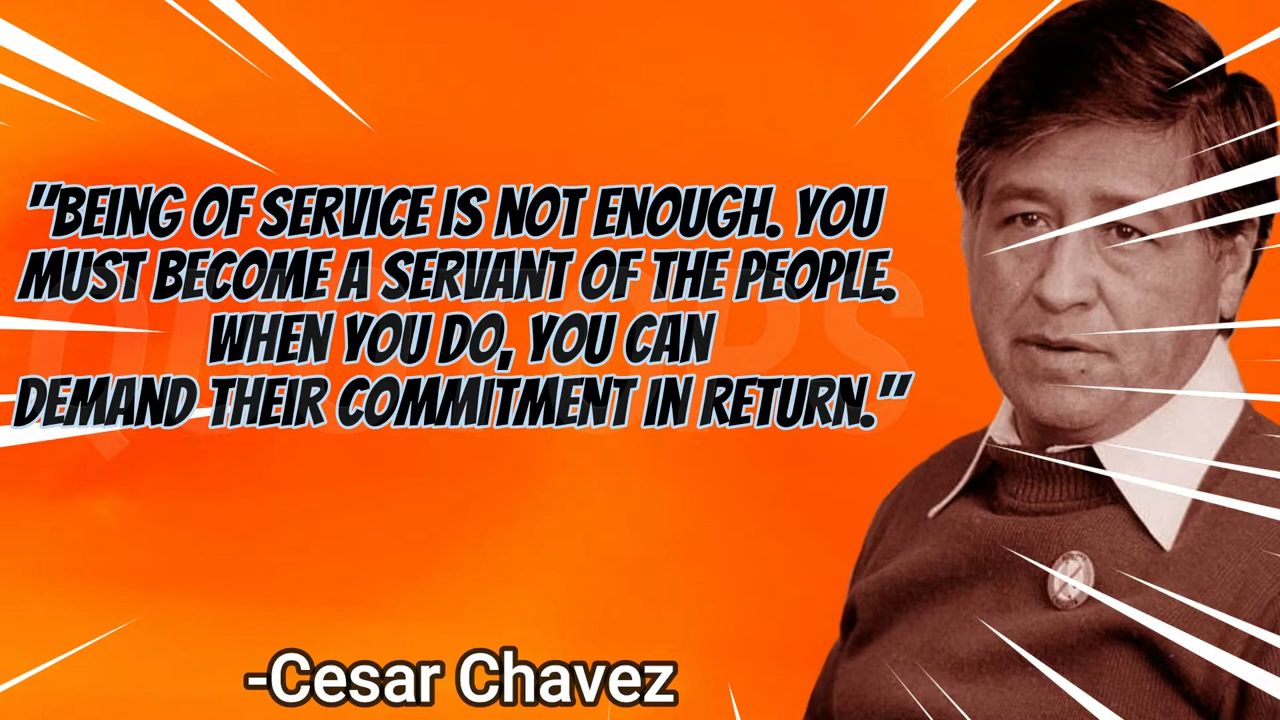 "BEING OF SERVICE IS NOT ENOUGH. YOU
MUST BECOME A SERVANT OF THE PEOPLE.
WHEN YOU DO, YOU CAN
DEMAND THEIR COMMITMENT IN RETURN."
-Cesar Chavez